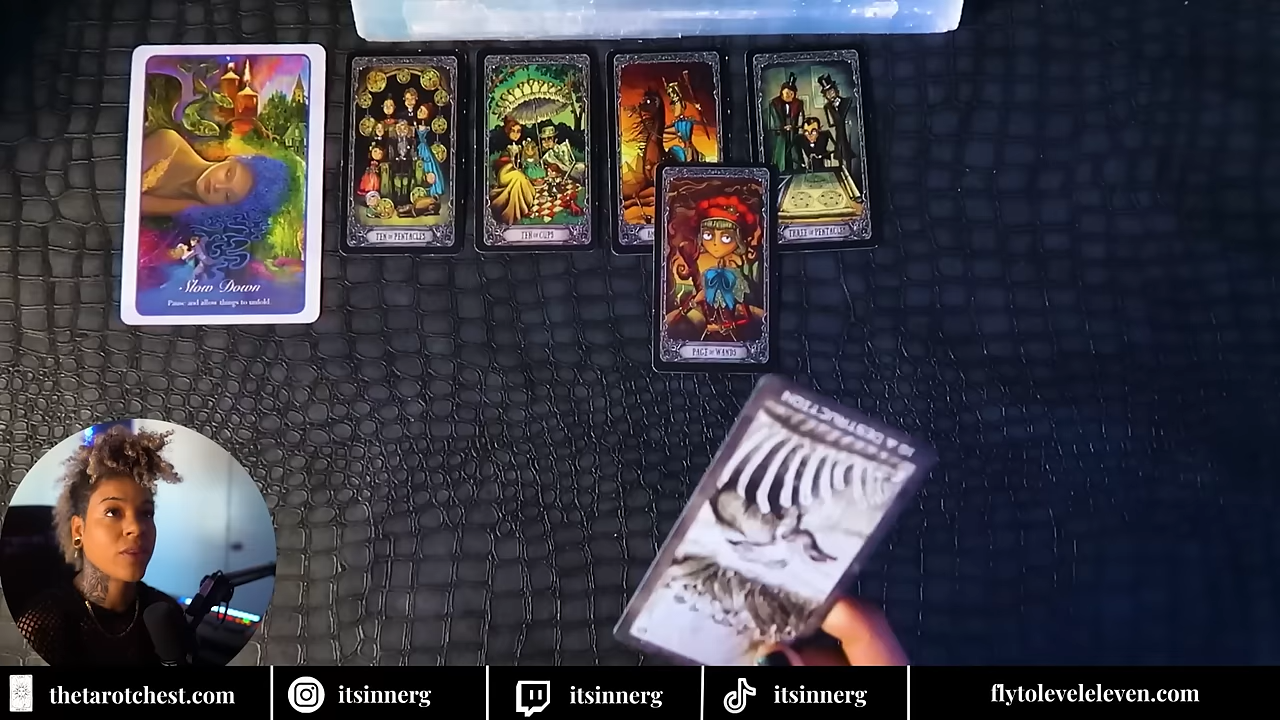 Slow Down
Pause and allow things to unfold.
TEN OF PENTACLES
TEN OF CUPS
THREE OF PENTACLES
PAGE OF WANDS
DESTRUCTION
thetarotchest.com
itsinnerg
itsinnerg
itsinnerg
flytoleveleleven.com